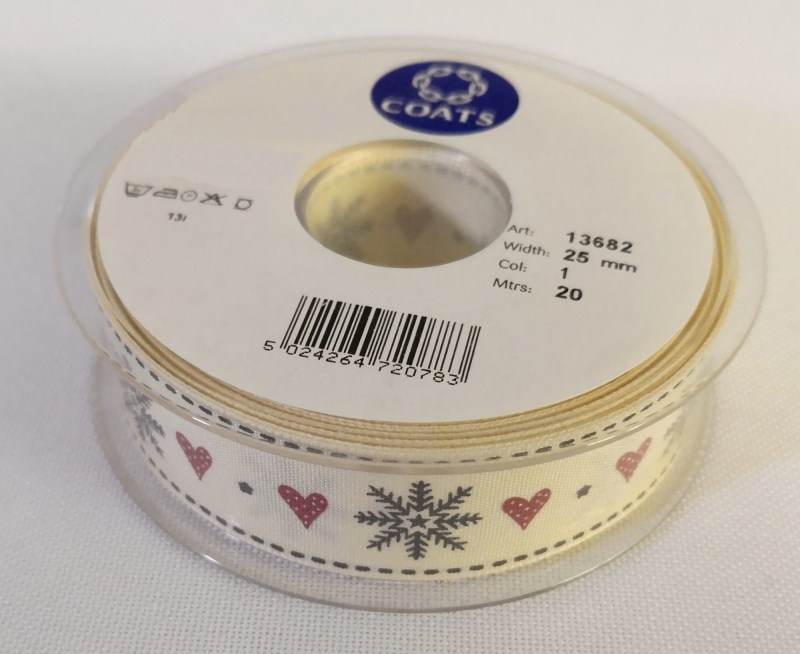 COATS
13i
Art: 13682
Width: 25 mm
Col: 1
Mtrs: 20
5 024264 720783